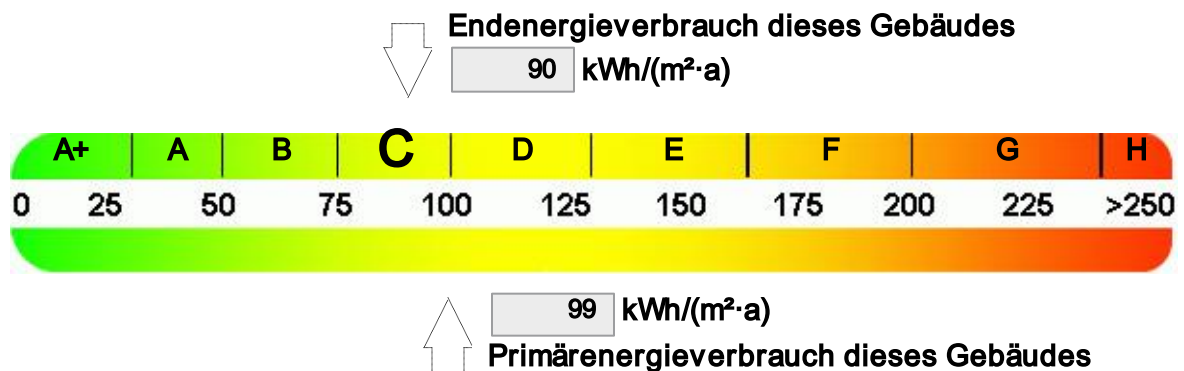 Endenergieverbrauch dieses Gebäudes
90 kWh/(m²·a)
A+ A B C D E F G H
0 25 50 75 100 125 150 175 200 225 >250
99 kWh/(m²·a)
Primärenergieverbrauch dieses Gebäudes